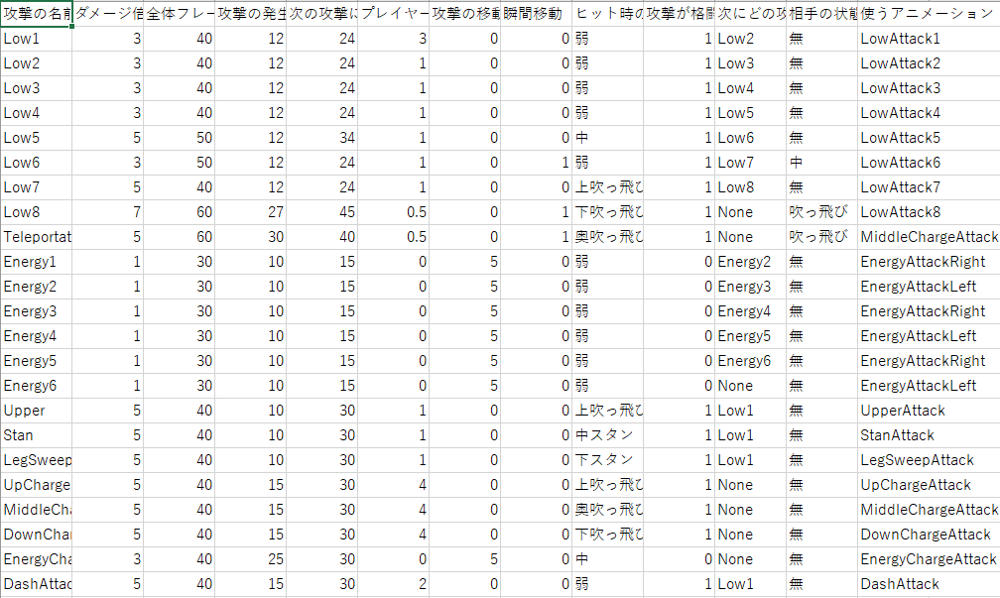 攻撃の名前 ダメージ倍 全体フレー 攻撃の発生 次の攻撃に プレイヤー 攻撃の移動 瞬間移動 ヒット時の 攻撃が格闘 次にどの攻 相手の状態 使うアニメーション
Low1 3 40 12 24 3 0 0 弱 1 Low2 無 LowAttack1
Low2 3 40 12 24 1 0 0 弱 1 Low3 無 LowAttack2
Low3 3 40 12 24 1 0 0 弱 1 Low4 無 LowAttack3
Low4 3 40 12 24 1 0 0 弱 1 Low5 無 LowAttack4
Low5 5 50 12 34 1 0 0 中 1 Low6 無 LowAttack5
Low6 3 50 12 24 1 0 1 弱 1 Low7 中 LowAttack6
Low7 5 40 12 24 1 0 0 上吹っ飛び 1 Low8 無 LowAttack7
Low8 7 60 27 45 0.5 0 1 下吹っ飛び 1 None 吹っ飛び LowAttack8
Teleportat 5 60 30 40 0.5 0 1 奥吹っ飛び 1 None 吹っ飛び MiddleChargeAttack
Energy1 1 30 10 15 0 5 0 弱 0 Energy2 無 EnergyAttackRight
Energy2 1 30 10 15 0 5 0 弱 0 Energy3 無 EnergyAttackLeft
Energy3 1 30 10 15 0 5 0 弱 0 Energy4 無 EnergyAttackRight
Energy4 1 30 10 15 0 5 0 弱 0 Energy5 無 EnergyAttackLeft
Energy5 1 30 10 15 0 5 0 弱 0 Energy6 無 EnergyAttackRight
Energy6 1 30 10 15 0 5 0 弱 0 None 無 EnergyAttackLeft
Upper 5 40 10 30 1 0 0 上吹っ飛び 1 Low1 無 UpperAttack
Stan 5 40 10 30 1 0 0 中スタン 1 Low1 無 StanAttack
LegSweep 5 40 10 30 1 0 0 下スタン 1 Low1 無 LegSweepAttack
UpCharge 5 40 15 30 4 0 0 上吹っ飛び 1 None 無 UpChargeAttack
MiddleCha 5 40 15 30 4 0 0 奥吹っ飛び 1 None 無 MiddleChargeAttack
DownChar 5 40 15 30 4 0 0 下吹っ飛び 1 None 無 DownChargeAttack
EnergyCha 3 40 25 30 0 5 0 中 0 None 無 EnergyChargeAttack
DashAttac 5 40 15 30 2 0 0 弱 1 Low1 無 DashAttack